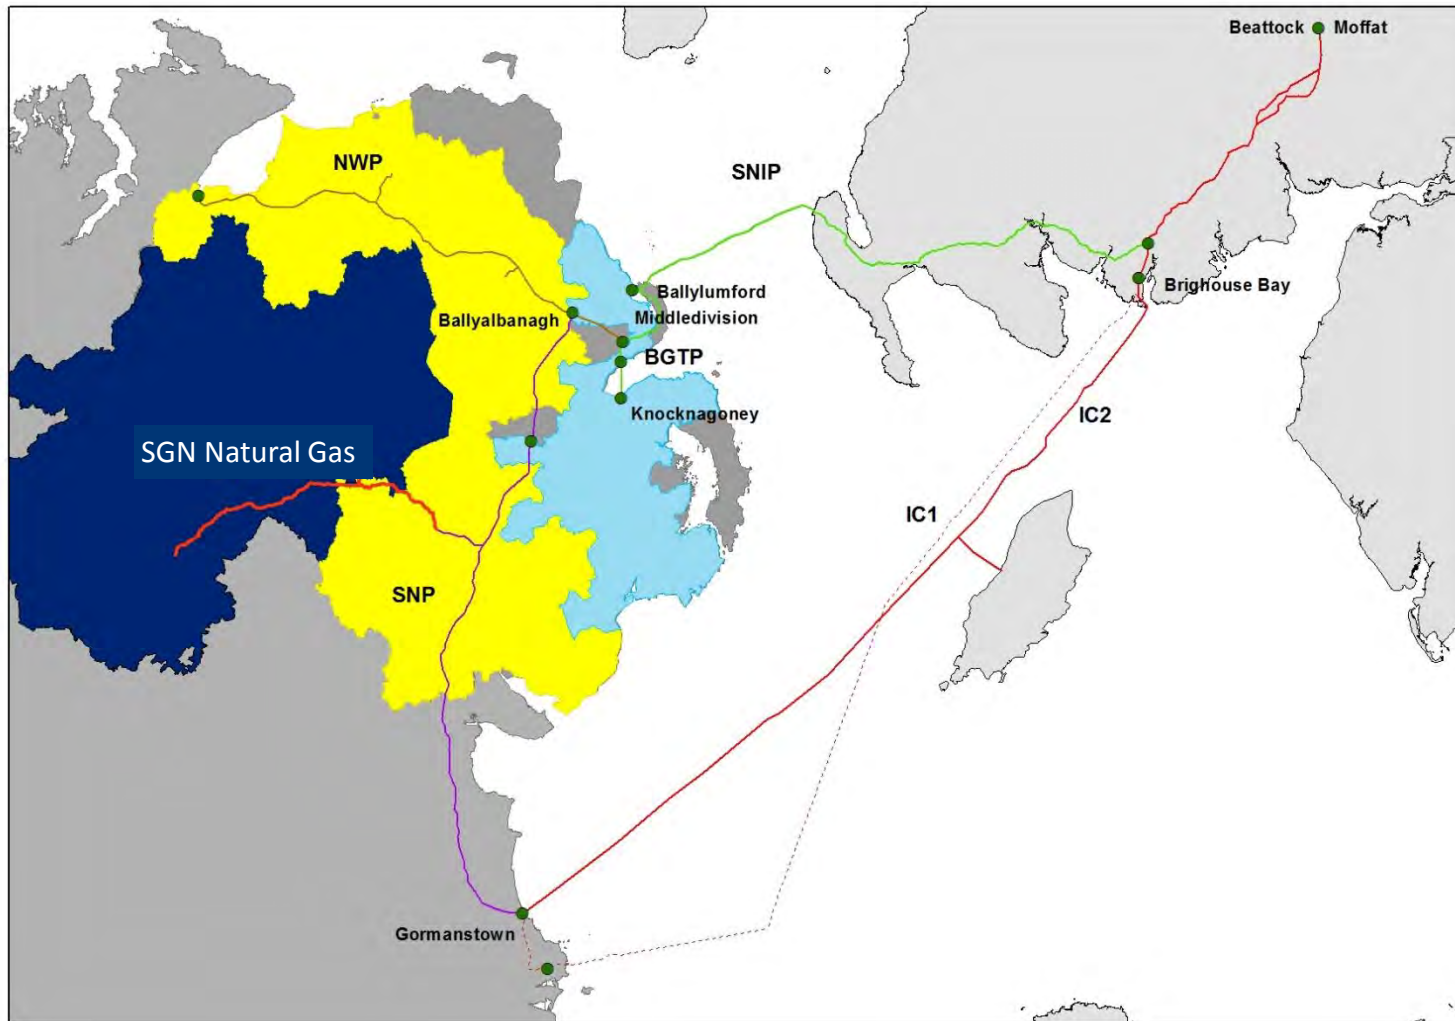 Beattock
Moffat
NWP
SNIP
Brighouse Bay
Ballylumford
Middledivision
Ballyalbanagh
BGTP
Knocknagoney
IC2
SGN Natural Gas
IC1
SNP
Gormanstown